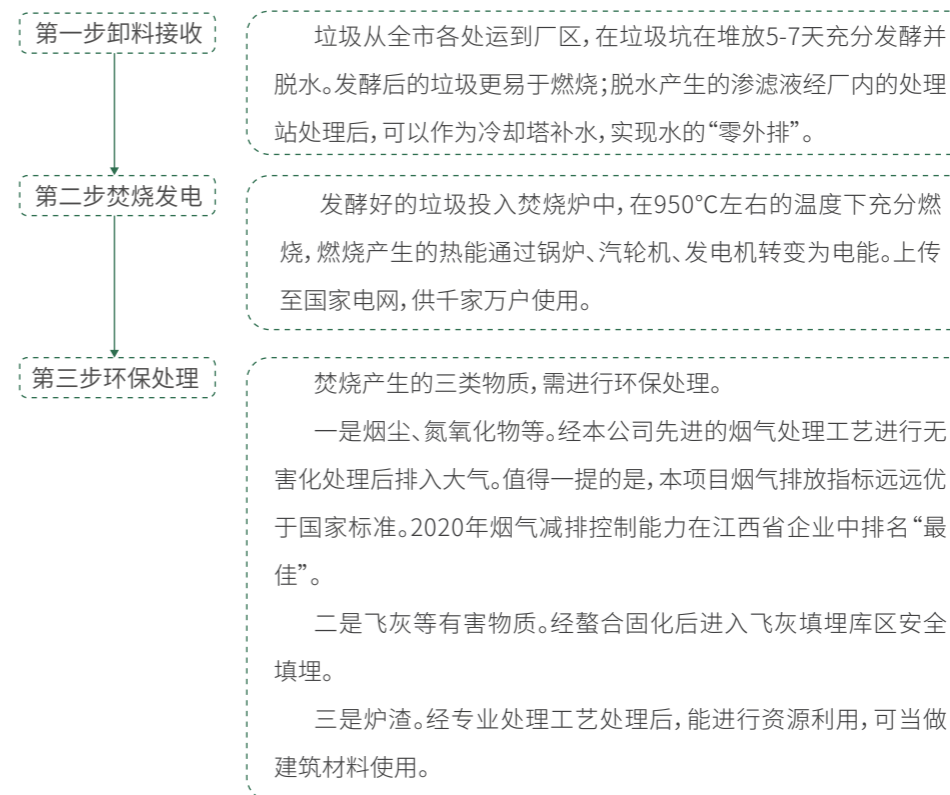 第一步卸料接收
垃圾从全市各处运到厂区，在垃圾坑在堆放5-7天充分发酵并
脱水。发酵后的垃圾更易于燃烧；脱水产生的渗滤液经厂内的处理
站处理后，可以作为冷却塔补水，实现水的“零外排”。
第二步焚烧发电
发酵好的垃圾投入焚烧炉中，在950℃左右的温度下充分燃
烧，燃烧产生的热能通过锅炉、汽轮机、发电机转变为电能。上传
至国家电网，供千家万户使用。
第三步环保处理
焚烧产生的三类物质，需进行环保处理。
一是烟尘、氮氧化物等。经本公司先进的烟气处理工艺进行无
害化处理后排入大气。值得一提的是，本项目烟气排放指标远远优
于国家标准。2020年烟气减排控制能力在江西省企业中排名“最
佳”。
二是飞灰等有害物质。经螯合固化后进入飞灰填埋库区安全
填埋。
三是炉渣。经专业处理工艺处理后，能进行资源利用，可当做
建筑材料使用。